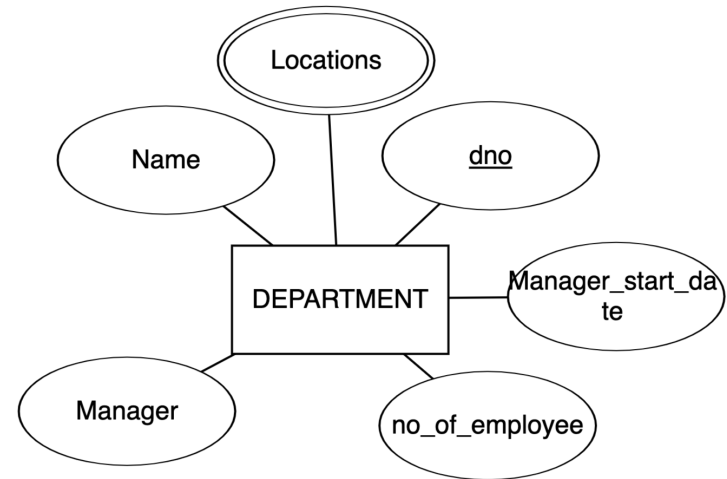 Locations
Name
dno
DEPARTMENT
Manager_start_da
te
Manager
no_of_employee